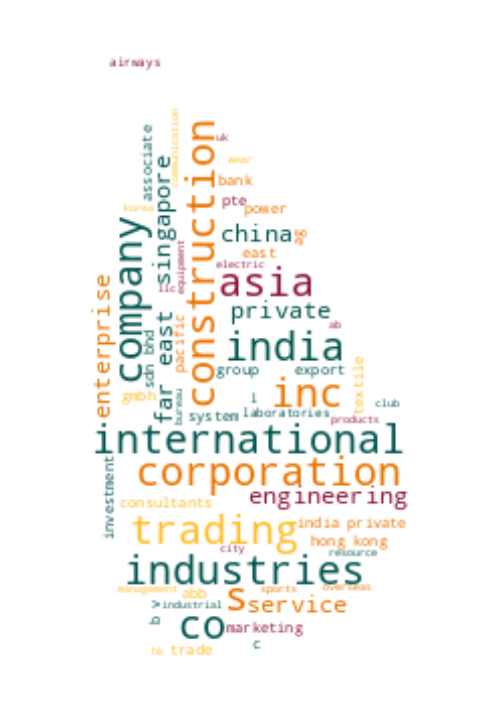 airways
communication
associate
construction
uk
wear
singapore
bank
pte
korea
power
company
china
ag
east
equipment
electric
asia
llc
enterprise
private
pacific
ab
far east
india
sdn bhd
group
export
textile
inc
gmbh
bureau
l
club
system
laboratories
products
international
corporation
investment
engineering
consultants
trading
india private
hong kong
city
resource
industries
management
abb
sports
overseas
s
service
v
industrial
b
co
marketing
c
hk
trade